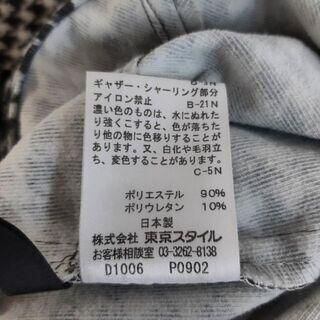 ギャザー・シャーリング部分
アイロン禁止
B-21N
濃い色のものは、水にぬれた
り強くこすると、色が落ちた
り他の物に色移りすることが
あります。又、白化や毛羽立
ち、変色することがあります。
C-5N
ポリエステル 90%
ポリウレタン 10%
日本製
株式会社 東京スタイル
お客様相談室 03-3262-8138
D1006 P0902